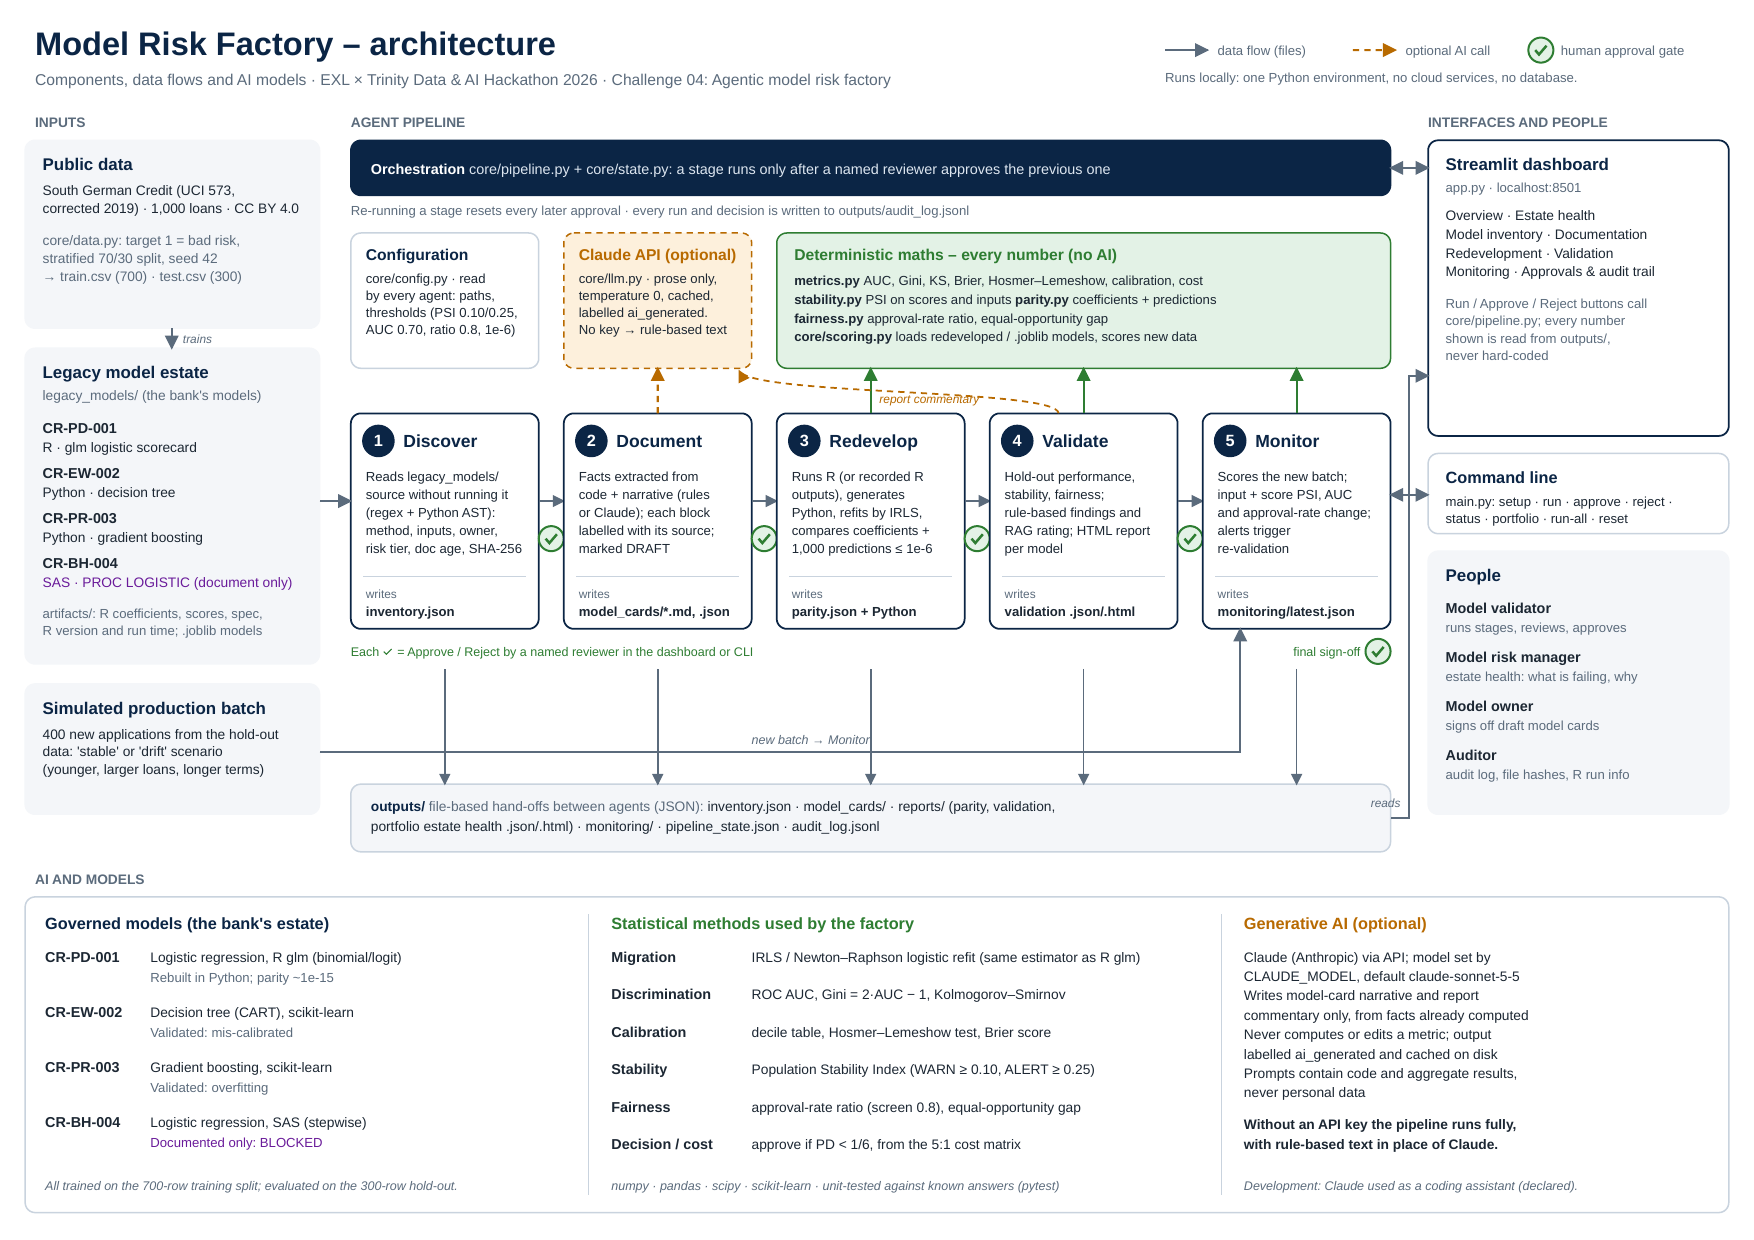 Model Risk Factory – architecture
Components, data flows and AI models · EXL × Trinity Data & AI Hackathon 2026 · Challenge 04: Agentic model risk factory
data flow (files)
optional AI call
human approval gate
Runs locally: one Python environment, no cloud services, no database.
INPUTS
Public data
South German Credit (UCI 573,
corrected 2019) · 1,000 loans · CC BY 4.0
core/data.py: target 1 = bad risk,
stratified 70/30 split, seed 42
→ train.csv (700) · test.csv (300)
trains
Legacy model estate
legacy_models/ (the bank's models)
CR-PD-001
R · glm logistic scorecard
CR-EW-002
Python · decision tree
CR-PR-003
Python · gradient boosting
CR-BH-004
SAS · PROC LOGISTIC (document only)
artifacts/: R coefficients, scores, spec,
R version and run time; .joblib models
Simulated production batch
400 new applications from the hold-out
data: 'stable' or 'drift' scenario
(younger, larger loans, longer terms)
AGENT PIPELINE
Orchestration core/pipeline.py + core/state.py: a stage runs only after a named reviewer approves the previous one
Re-running a stage resets every later approval · every run and decision is written to outputs/audit_log.jsonl
Configuration
core/config.py · read
by every agent: paths,
thresholds (PSI 0.10/0.25,
AUC 0.70, ratio 0.8, 1e-6)
Claude API (optional)
core/llm.py · prose only,
temperature 0, cached,
labelled ai_generated.
No key → rule-based text
Deterministic maths – every number (no AI)
metrics.py AUC, Gini, KS, Brier, Hosmer–Lemeshow, calibration, cost
stability.py PSI on scores and inputs parity.py coefficients + predictions
fairness.py approval-rate ratio, equal-opportunity gap
core/scoring.py loads redeveloped / .joblib models, scores new data
report commentary
1 Discover
Reads legacy_models/
source without running it
(regex + Python AST):
method, inputs, owner,
risk tier, doc age, SHA-256
writes
inventory.json
2 Document
Facts extracted from
code + narrative (rules
or Claude); each block
labelled with its source;
marked DRAFT
writes
model_cards/*.md, .json
3 Redevelop
Runs R (or recorded R
outputs), generates
Python, refits by IRLS,
compares coefficients +
1,000 predictions ≤ 1e-6
writes
parity.json + Python
4 Validate
Hold-out performance,
stability, fairness;
rule-based findings and
RAG rating; HTML report
per model
writes
validation .json/.html
5 Monitor
Scores the new batch;
input + score PSI, AUC
and approval-rate change;
alerts trigger
re-validation
writes
monitoring/latest.json
Each ✓ = Approve / Reject by a named reviewer in the dashboard or CLI
final sign-off
new batch → Monitor
outputs/ file-based hand-offs between agents (JSON): inventory.json · model_cards/ · reports/ (parity, validation,
portfolio estate health .json/.html) · monitoring/ · pipeline_state.json · audit_log.jsonl
reads
INTERFACES AND PEOPLE
Streamlit dashboard
app.py · localhost:8501
Overview · Estate health
Model inventory · Documentation
Redevelopment · Validation
Monitoring · Approvals & audit trail
Run / Approve / Reject buttons call
core/pipeline.py; every number
shown is read from outputs/,
never hard-coded
Command line
main.py: setup · run · approve · reject ·
status · portfolio · run-all · reset
People
Model validator
runs stages, reviews, approves
Model risk manager
estate health: what is failing, why
Model owner
signs off draft model cards
Auditor
audit log, file hashes, R run info
AI AND MODELS
Governed models (the bank's estate)
CR-PD-001 Logistic regression, R glm (binomial/logit)
Rebuilt in Python; parity ~1e-15
CR-EW-002 Decision tree (CART), scikit-learn
Validated: mis-calibrated
CR-PR-003 Gradient boosting, scikit-learn
Validated: overfitting
CR-BH-004 Logistic regression, SAS (stepwise)
Documented only: BLOCKED
All trained on the 700-row training split; evaluated on the 300-row hold-out.
Statistical methods used by the factory
Migration IRLS / Newton–Raphson logistic refit (same estimator as R glm)
Discrimination ROC AUC, Gini = 2·AUC − 1, Kolmogorov–Smirnov
Calibration decile table, Hosmer–Lemeshow test, Brier score
Stability Population Stability Index (WARN ≥ 0.10, ALERT ≥ 0.25)
Fairness approval-rate ratio (screen 0.8), equal-opportunity gap
Decision / cost approve if PD < 1/6, from the 5:1 cost matrix
numpy · pandas · scipy · scikit-learn · unit-tested against known answers (pytest)
Generative AI (optional)
Claude (Anthropic) via API; model set by
CLAUDE_MODEL, default claude-sonnet-5-5
Writes model-card narrative and report
commentary only, from facts already computed
Never computes or edits a metric; output
labelled ai_generated and cached on disk
Prompts contain code and aggregate results,
never personal data
Without an API key the pipeline runs fully,
with rule-based text in place of Claude.
Development: Claude used as a coding assistant (declared).